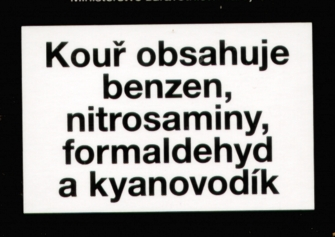 Kouř obsahuje
benzen,
nitrosaminy,
formaldehyd
a kyanovodík